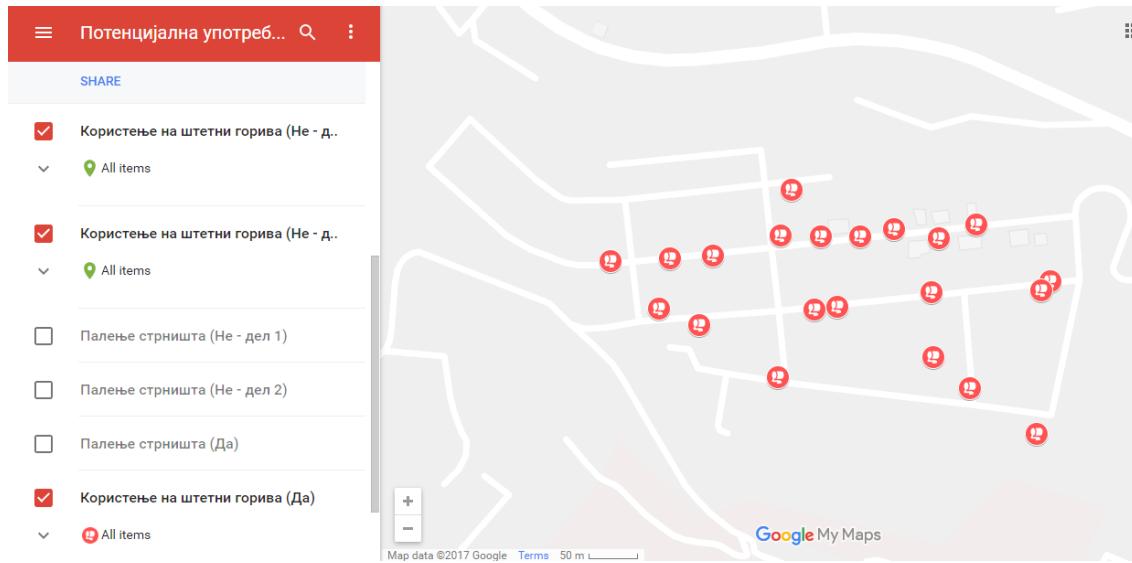 Потенцијална употреб...
SHARE
Користење на штетни горива (Не - д..
All items
Користење на штетни горива (Не - д..
All items
Палење стрништа (Не - дел 1)
Палење стрништа (Не - дел 2)
Палење стрништа (Да)
Користење на штетни горива (Да)
All items
Google My Maps
Map data ©2017 Google Terms 50 m